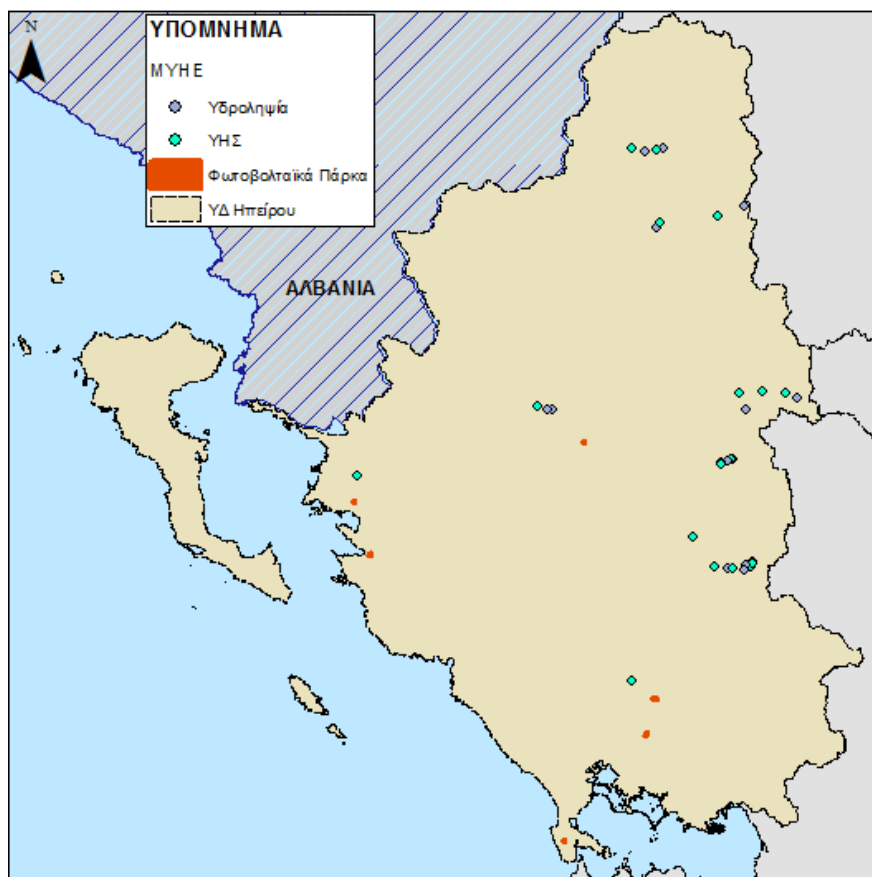 N
ΥΠΟΜΝΗΜΑ
ΜΥΗΕ
Υδροληψία
ΥΗΣ
Φωτοβολταϊκά Πάρκα
ΥΔ Ηπείρου
ΑΛΒΑΝΙΑ